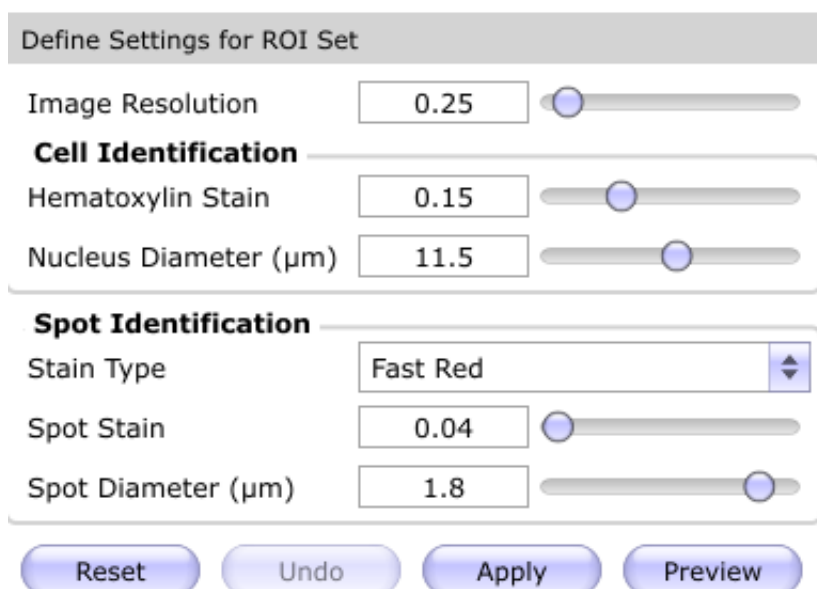 Define Settings for ROI Set
Image Resolution 0.25
Cell Identification
Hematoxylin Stain 0.15
Nucleus Diameter (µm) 11.5
Spot Identification
Stain Type Fast Red
Spot Stain 0.04
Spot Diameter (µm) 1.8
Reset Undo Apply Preview